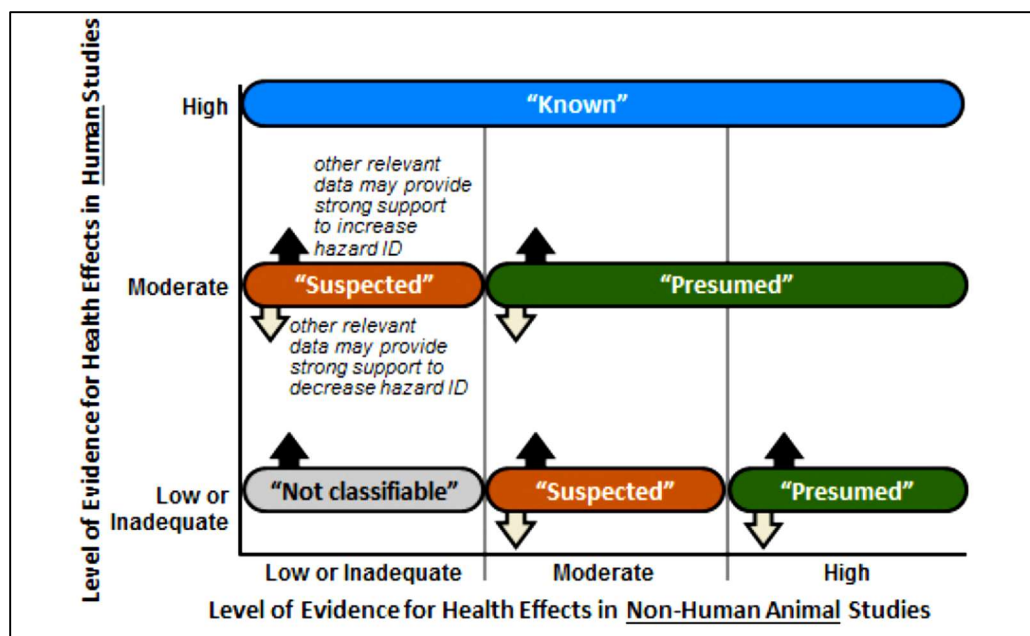 Level of Evidence for Health Effects in Human Studies
High
“Known”
other relevant
data may provide
strong support
to increase
hazard ID
Moderate
“Suspected”
“Presumed”
other relevant
data may provide
strong support to
decrease hazard ID
Low or
Inadequate
“Not classifiable”
“Suspected”
“Presumed”
Low or Inadequate
Moderate
High
Level of Evidence for Health Effects in Non-Human Animal Studies